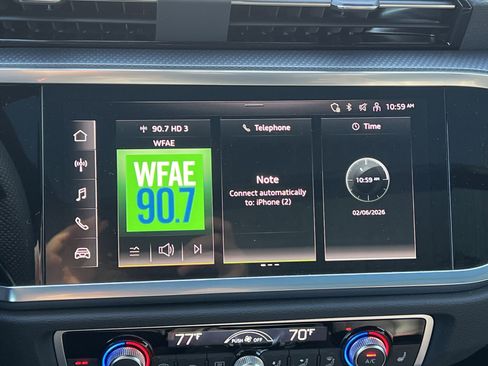 10:59 AM
90.7 HD 3
WFAE
WFAE
90.7
Telephone
Note
Connect automatically
to: iPhone (2)
Time
10:59 AM
02/06/2026
77°F
PUSH OFF
70°F
A/C